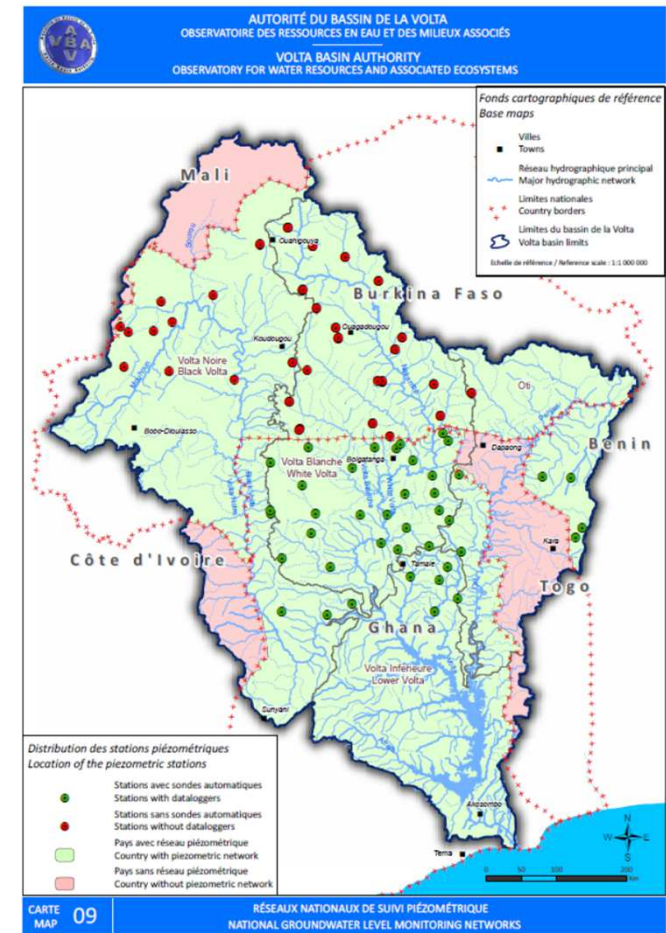 AUTORITÉ DU BASSIN DE LA VOLTA
OBSERVATOIRE DES RESSOURCES EN EAU ET DES MILIEUX ASSOCIÉS
VOLTA BASIN AUTHORITY
OBSERVATORY FOR WATER RESOURCES AND ASSOCIATED ECOSYSTEMS
Fonds cartographiques de référence
Base maps
Villes
Towns
Réseau hydrographique principal
Major hydrographic network
Limites nationales
Country borders
Limites du bassin de la Volta
Volta basin limits
Echelle de référence / Reference scale : 1:1 000 000
Mali
Ouahigouya
Burkina Faso
Ouagadougou
Koudougou
Volta Noire
Black Volta
Oti
Bobo-Dioulasso
Benin
Dapaong
Volta Blanche
White Volta
Bolgatanga
Kara
Côte d'Ivoire
Tamale
Togo
Ghana
Volta Inférieure
Lower Volta
Sunyani
Akosombo
Tema
Distribution des stations piézométriques
Location of the piezometric stations
Stations avec sondes automatiques
Stations with dataloggers
Stations sans sondes automatiques
Stations without dataloggers
Pays avec réseau piézométrique
Country with piezometric network
Pays sans réseau piézométrique
Country without piezometric network
N
W E
S
0 50 100 200
Km
CARTE
MAP 09
RÉSEAUX NATIONAUX DE SUIVI PIÉZOMÉTRIQUE
NATIONAL GROUNDWATER LEVEL MONITORING NETWORKS